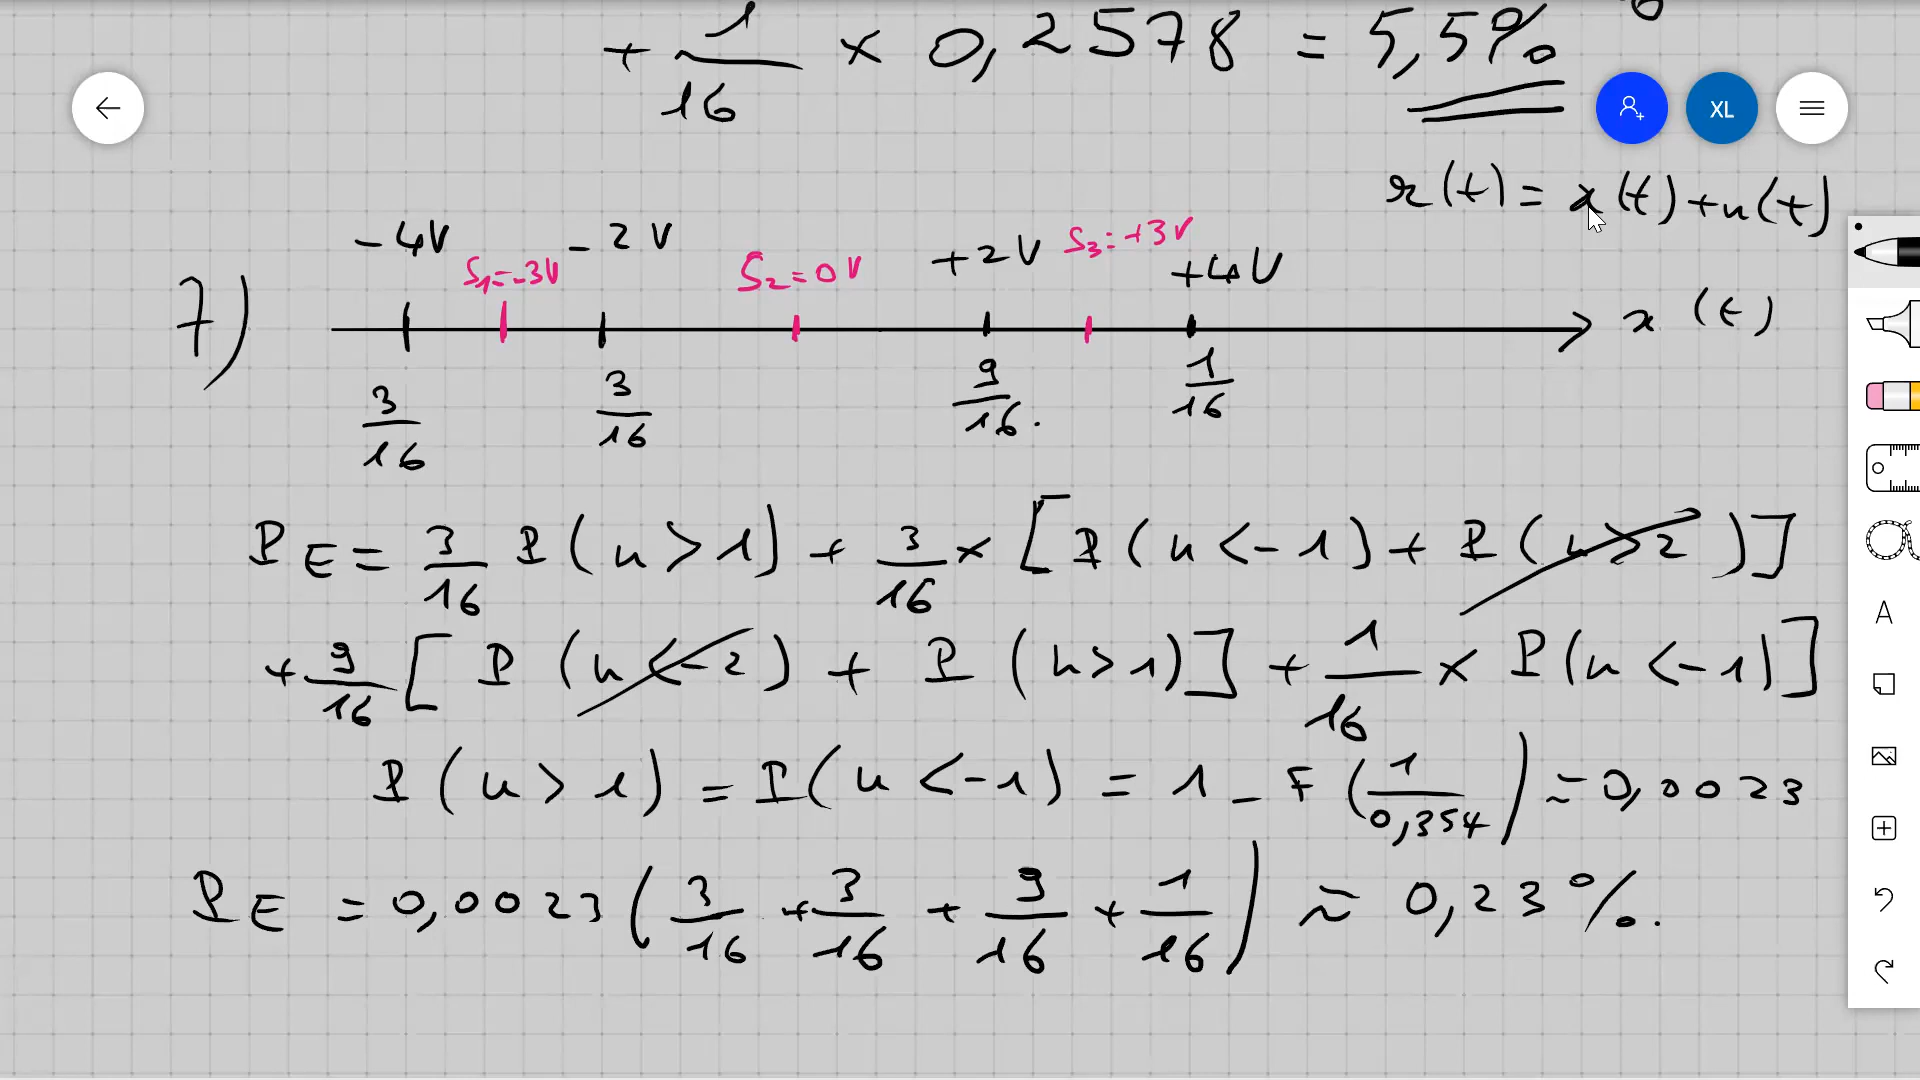 + 1/16 × 0,2578 = 5,5%
XL
r(t) = x(t) + n(t)
7)
-4V S₁=-3V -2V S₂=0V +2V S₃=+3V +4V
x(t)
3/16 3/16 9/16. 1/16
P_E = 3/16 P(n>1) + 3/16 × [P(n<-1) + P(n>2)]
+ 9/16 [P(n<-2) + P(n>1)] + 1/16 × P(n<-1)]
P(n>1) = P(n<-1) = 1 - F(1/0,354) ≈ 0,0023
P_E = 0,0023 (3/16 + 3/16 + 9/16 + 1/16) ≈ 0,23%.
A